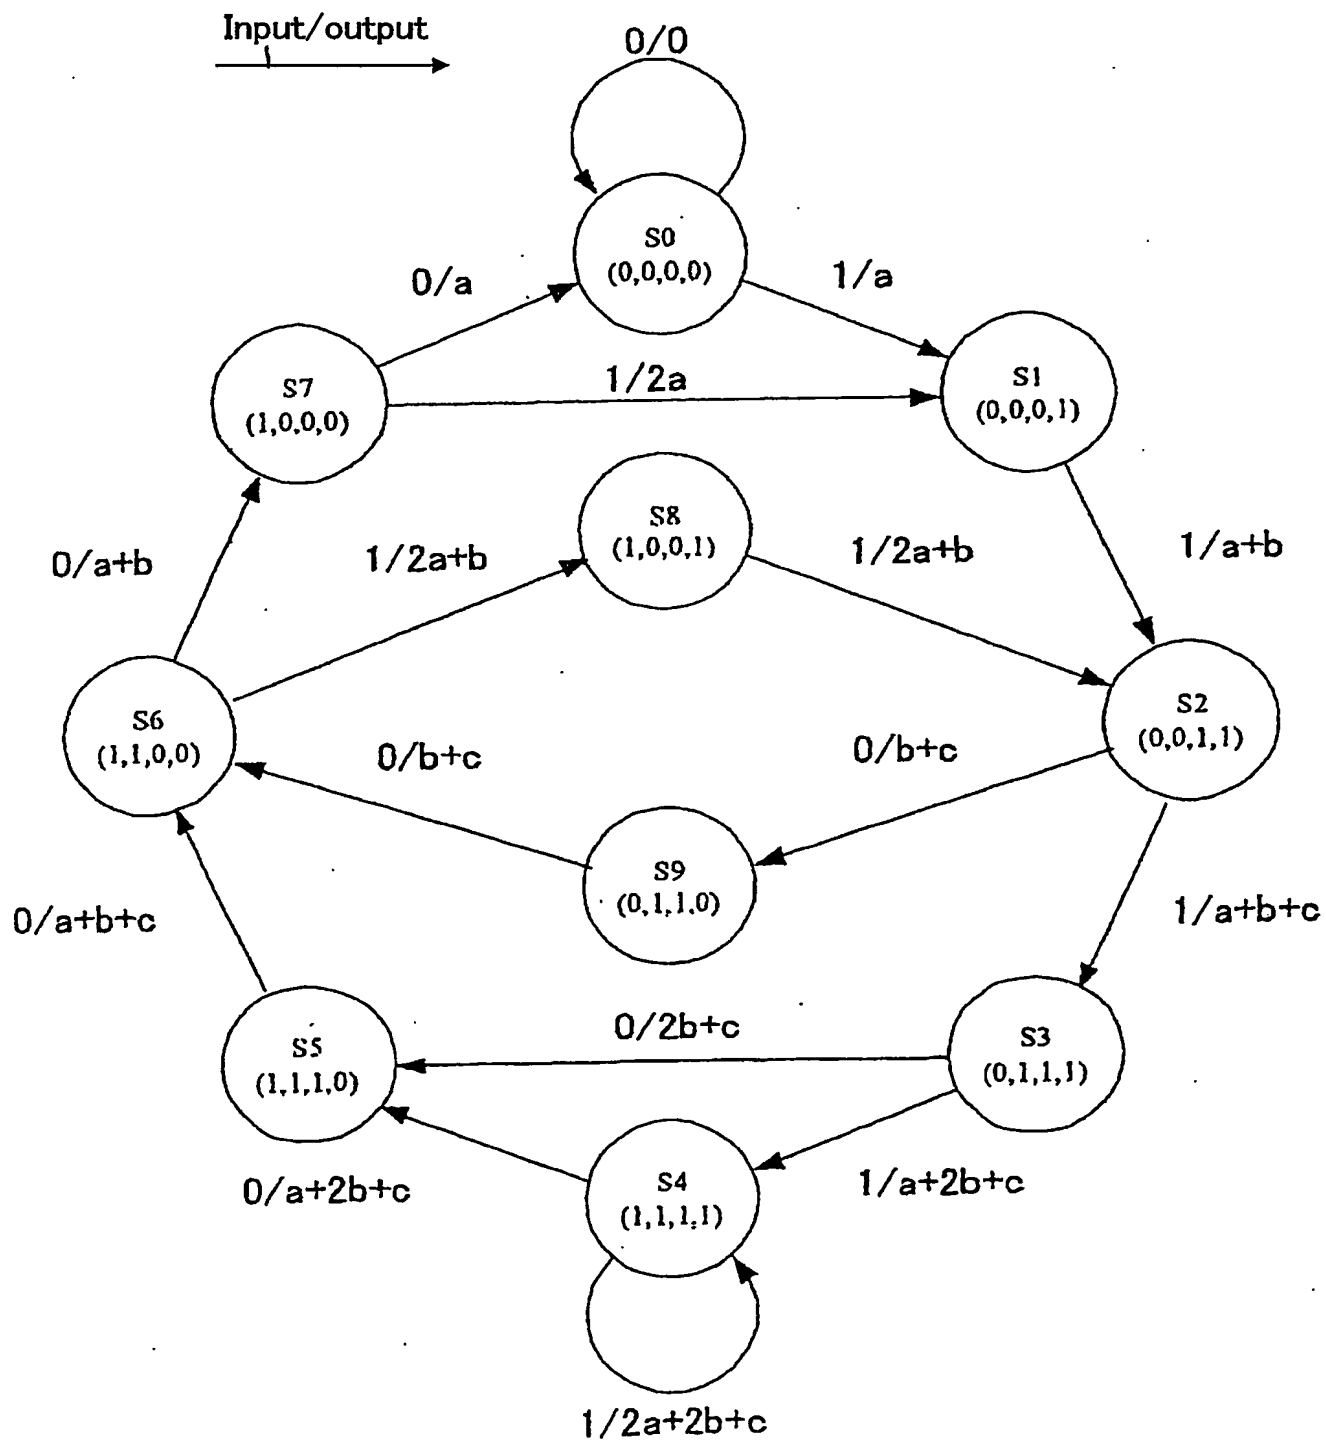 Input/output
0/0
S0
(0,0,0,0)
0/a
1/a
S7
(1,0,0,0)
1/2a
S1
(0,0,0,1)
S8
(1,0,0,1)
0/a+b
1/2a+b
1/2a+b
1/a+b
S6
(1,1,0,0)
S2
(0,0,1,1)
0/b+c
0/b+c
S9
(0,1,1,0)
0/a+b+c
1/a+b+c
0/2b+c
S5
(1,1,1,0)
S3
(0,1,1,1)
0/a+2b+c
S4
(1,1,1,1)
1/a+2b+c
1/2a+2b+c